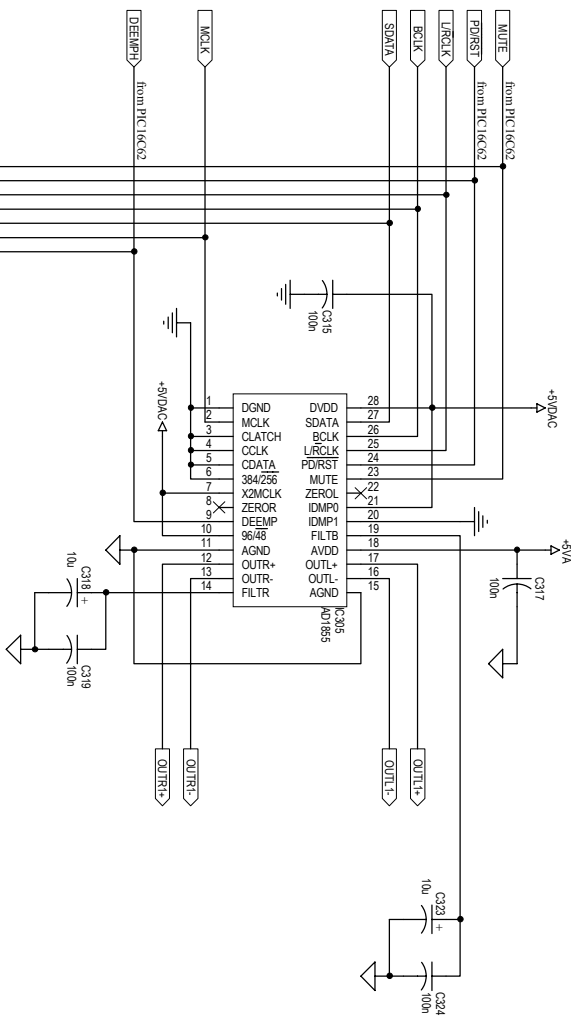 MUTE
from PIC16C62
PD/RST
from PIC16C62
L/RCLK
BCLK
SDATA
MCLK
DEEMPH
from PIC16C62
C315
100n
+5VDAC
+5VDAC
+5VA
C317
100n
1
2
3
4
5
6
7
8
9
10
11
12
13
14
DGND
MCLK
CLATCH
CCLK
CDATA
384/256
X2MCLK
ZEROR
DEEMP
96/48
AGND
OUTR+
OUTR-
FILTR
DVDD
SDATA
BCLK
L/RCLK
PD/RST
MUTE
ZEROL
IDMP0
IDMP1
FILTB
AVDD
OUTL+
OUTL-
AGND
28
27
26
25
24
23
22
21
20
19
18
17
16
15
IC305
AD1855
C318
10u
+
C319
100n
OUTR1+
OUTR1-
OUTL1-
OUTL1+
C323
10u
+
C324
100n